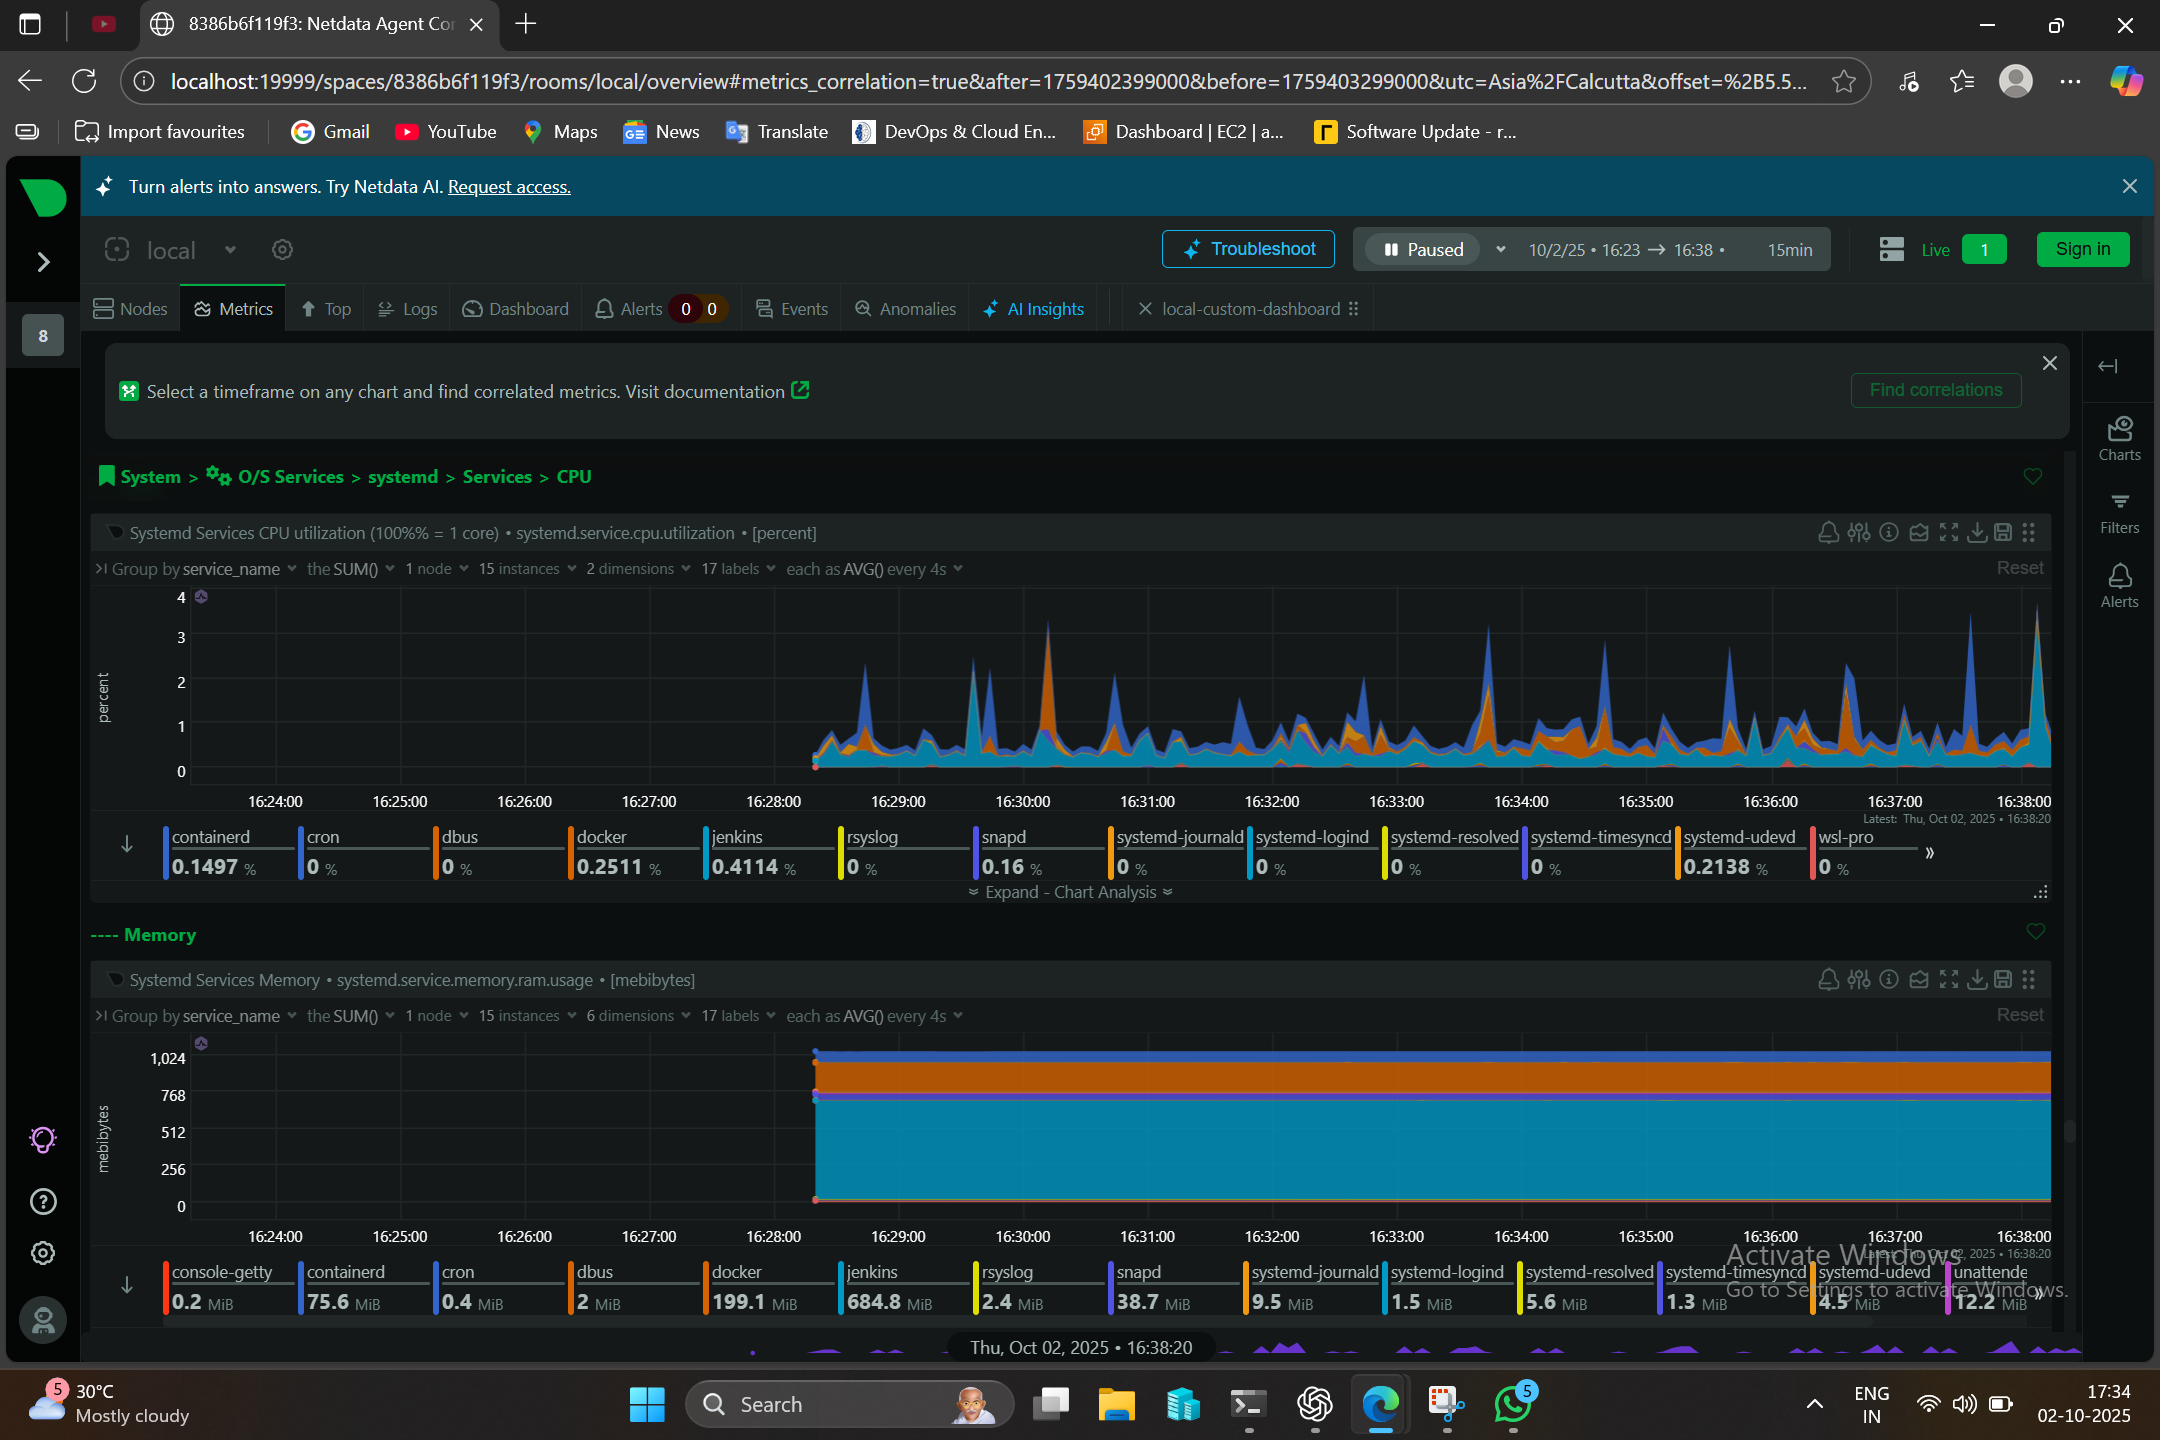 8386b6f119f3: Netdata Agent Co
localhost:19999/spaces/8386b6f119f3/rooms/local/overview#metrics_correlation=true&after=1759402399000&before=1759403299000&utc=Asia%2FCalcutta&offset=%2B5.5...
Import favourites Gmail YouTube Maps News Translate DevOps & Cloud En... Dashboard | EC2 | a... Software Update - r...
Turn alerts into answers. Try Netdata AI. Request access.
local Troubleshoot Paused 10/2/25 • 16:23 → 16:38 • 15min Live 1 Sign in
Nodes Metrics Top Logs Dashboard Alerts 0 0 Events Anomalies AI Insights local-custom-dashboard
8
Select a timeframe on any chart and find correlated metrics. Visit documentation Find correlations
Charts
Filters
Alerts
System > O/S Services > systemd > Services > CPU
Systemd Services CPU utilization (100%% = 1 core) • systemd.service.cpu.utilization • [percent]
Group by service_name the SUM() 1 node 15 instances 2 dimensions 17 labels each as AVG() every 4s Reset
percent
4
3
2
1
0
16:24:00 16:25:00 16:26:00 16:27:00 16:28:00 16:29:00 16:30:00 16:31:00 16:32:00 16:33:00 16:34:00 16:35:00 16:36:00 16:37:00 16:38:00
Latest: Thu, Oct 02, 2025 • 16:38:20
containerd cron dbus docker jenkins rsyslog snapd systemd-journald systemd-logind systemd-resolved systemd-timesyncd systemd-udevd wsl-pro
0.1497 % 0 % 0 % 0.2511 % 0.4114 % 0 % 0.16 % 0 % 0 % 0 % 0 % 0.2138 % 0 %
Expand - Chart Analysis
---- Memory
Systemd Services Memory • systemd.service.memory.ram.usage • [mebibytes]
Group by service_name the SUM() 1 node 15 instances 6 dimensions 17 labels each as AVG() every 4s Reset
mebibytes
1,024
768
512
256
0
16:24:00 16:25:00 16:26:00 16:27:00 16:28:00 16:29:00 16:30:00 16:31:00 16:32:00 16:33:00 16:34:00 16:35:00 16:36:00 16:37:00 16:38:00
Latest: Thu, Oct 02, 2025 • 16:38:20
Activate Windows
Go to Settings to activate Windows.
console-getty containerd cron dbus docker jenkins rsyslog snapd systemd-journald systemd-logind systemd-resolved systemd-timesyncd systemd-udevd unattende
0.2 MiB 75.6 MiB 0.4 MiB 2 MiB 199.1 MiB 684.8 MiB 2.4 MiB 38.7 MiB 9.5 MiB 1.5 MiB 5.6 MiB 1.3 MiB 4.5 MiB 12.2 MiB
Thu, Oct 02, 2025 • 16:38:20
5 30°C
Mostly cloudy
Search
5
ENG
IN
17:34
02-10-2025